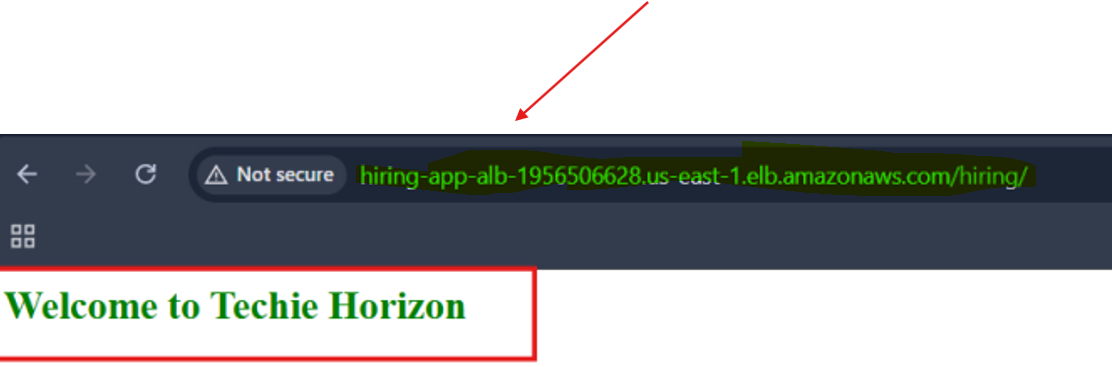 Not secure hiring-app-alb-1956506628.us-east-1.elb.amazonaws.com/hiring/
Welcome to Techie Horizon